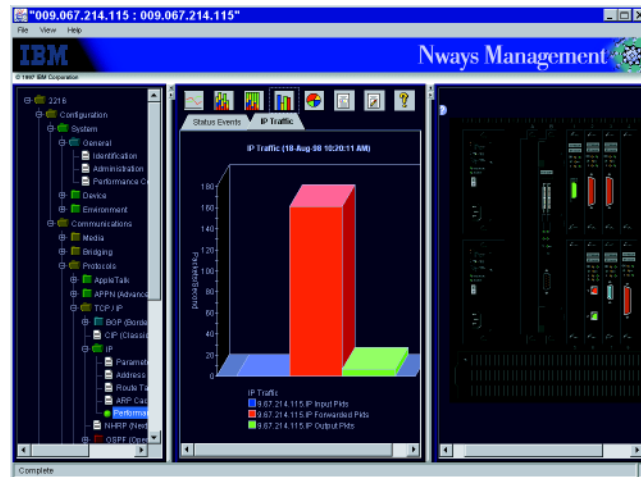 "009.067.214.115 : 009.067.214.115"
File View Help
IBM
Nways Management
© 1997 IBM Corporation
2216
Configuration
System
General
Identification
Administration
Performance C
Device
Environment
Communications
Media
Bridging
Protocols
AppleTalk
APPN (Advance
TCP / IP
BGP (Borde
CIP (Classic
IP
Paramet
Address
Route Ta
ARP Cac
Performa
NHRP (Next
OSPF (Open
Status Events
IP Traffic
IP Traffic (18-Aug-98 10:20:11 AM)
Packets/Second
180
160
140
120
100
80
60
40
20
0
IP Traffic
9.67.214.115.IP Input Pkts
9.67.214.115.IP Forwarded Pkts
9.67.214.115.IP Output Pkts
Complete